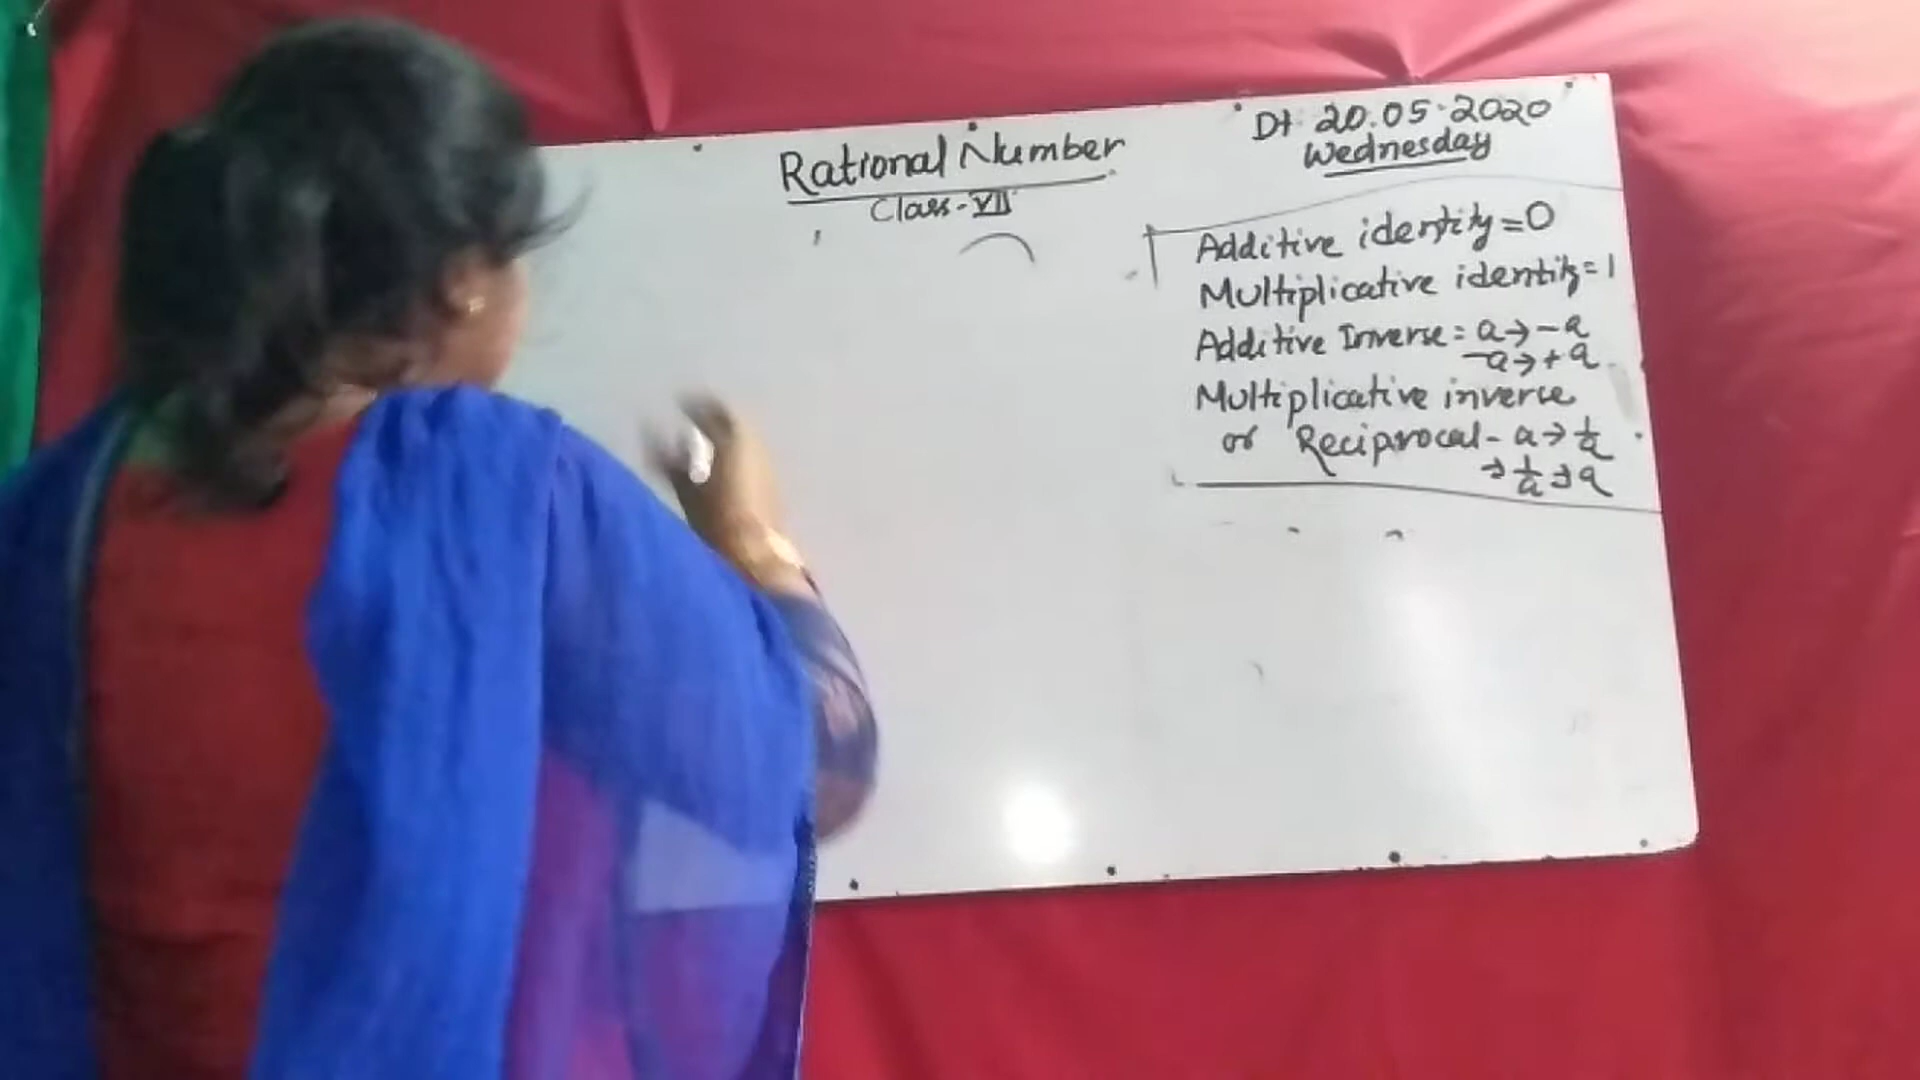 Rational Number
Class-VII
Dt 20.05.2020
Wednesday
Additive identity=0
Multiplicative identity=1
Additive Inverse= a→-a
-a→+a
Multiplicative inverse
or Reciprocal- a→1/a
→1/a→a